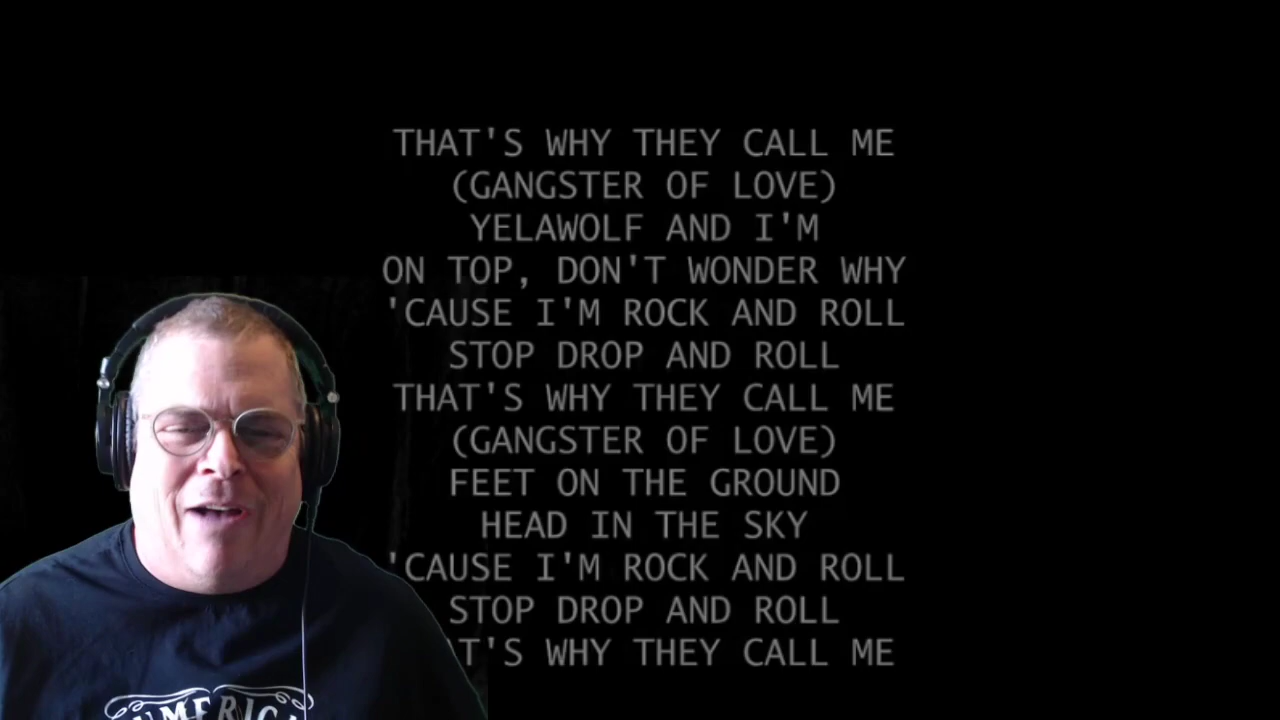 THAT'S WHY THEY CALL ME
(GANGSTER OF LOVE)
YELAWOLF AND I'M
ON TOP, DON'T WONDER WHY
'CAUSE I'M ROCK AND ROLL
STOP DROP AND ROLL
THAT'S WHY THEY CALL ME
(GANGSTER OF LOVE)
FEET ON THE GROUND
HEAD IN THE SKY
'CAUSE I'M ROCK AND ROLL
STOP DROP AND ROLL
T'S WHY THEY CALL ME